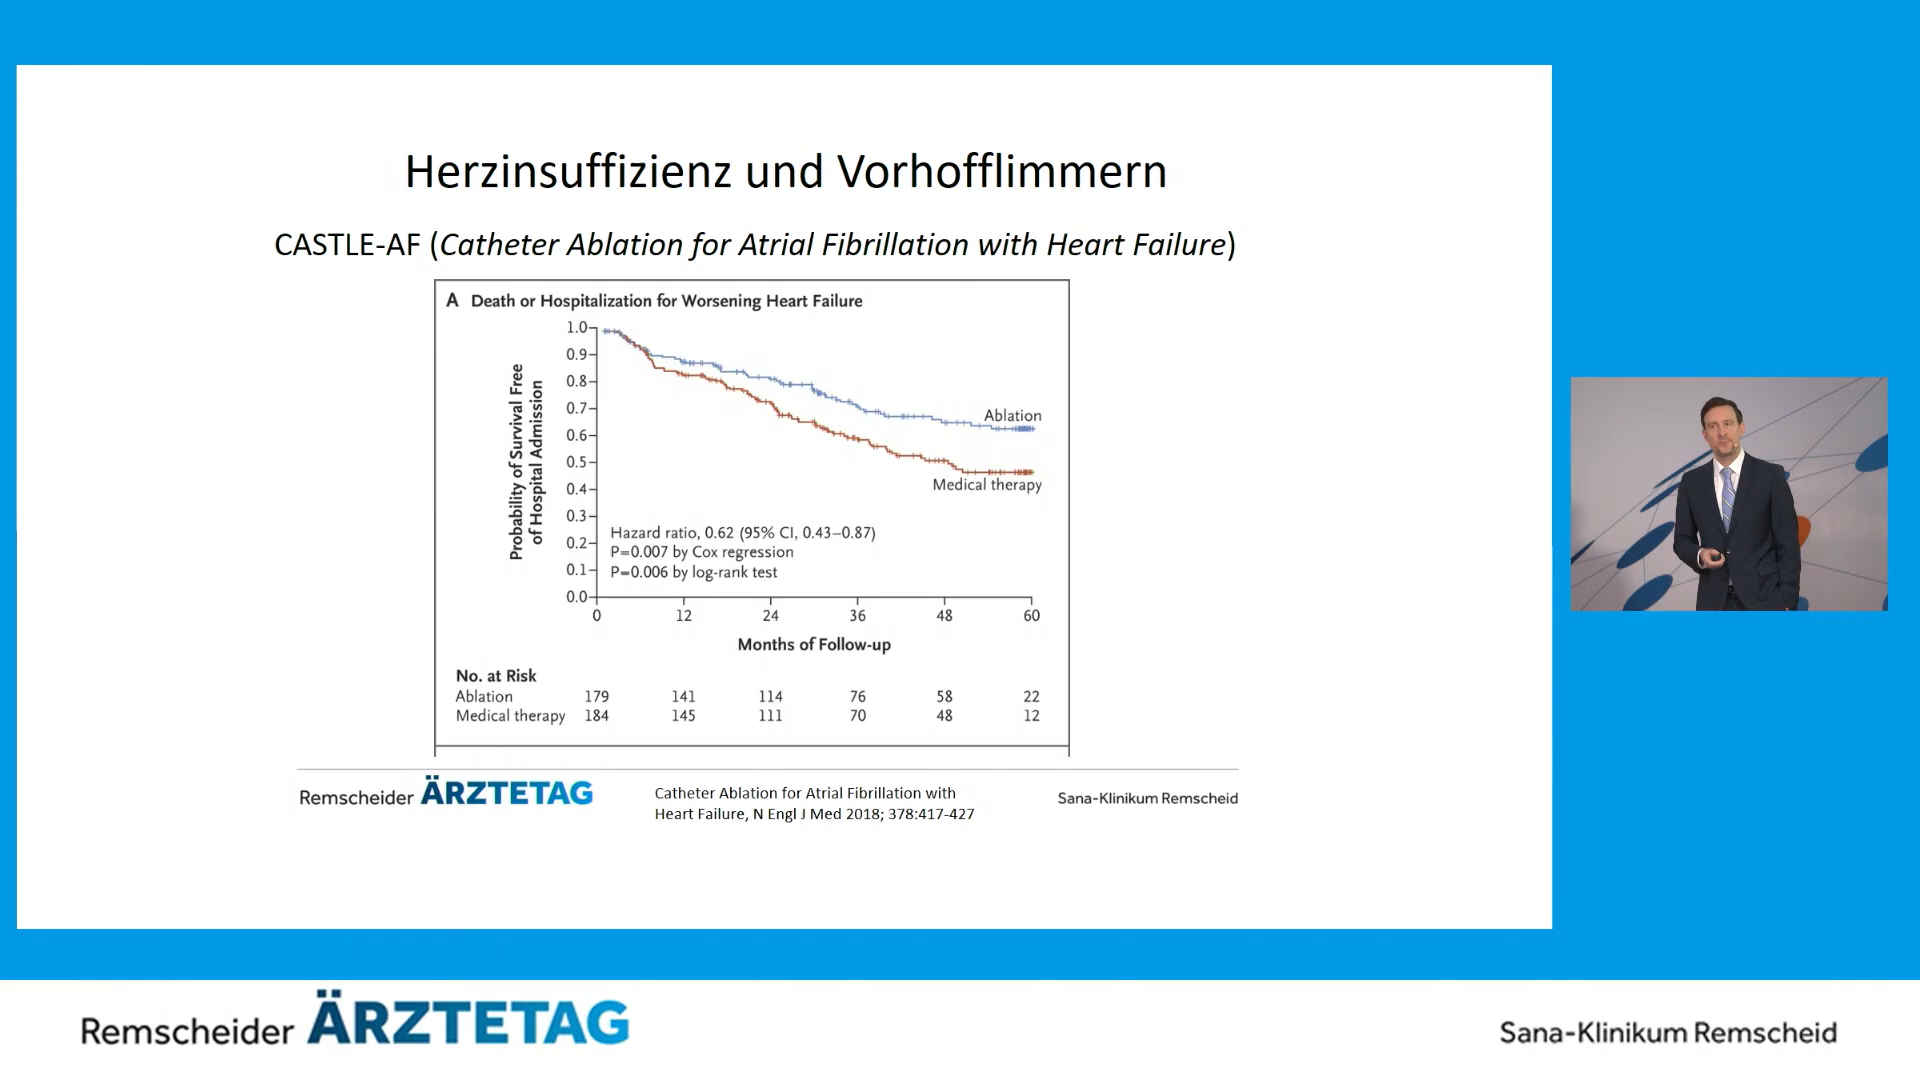 Herzinsuffizienz und Vorhofflimmern
CASTLE-AF (Catheter Ablation for Atrial Fibrillation with Heart Failure)
A Death or Hospitalization for Worsening Heart Failure
Probability of Survival Free
of Hospital Admission
1.0
0.9
0.8
0.7
0.6
0.5
0.4
0.3
0.2
0.1
0.0
Ablation
Medical therapy
Hazard ratio, 0.62 (95% CI, 0.43–0.87)
P=0.007 by Cox regression
P=0.006 by log-rank test
0 12 24 36 48 60
Months of Follow-up
No. at Risk
Ablation 179 141 114 76 58 22
Medical therapy 184 145 111 70 48 12
Remscheider ÄRZTETAG
Catheter Ablation for Atrial Fibrillation with
Heart Failure, N Engl J Med 2018; 378:417-427
Sana-Klinikum Remscheid
Remscheider ÄRZTETAG
Sana-Klinikum Remscheid